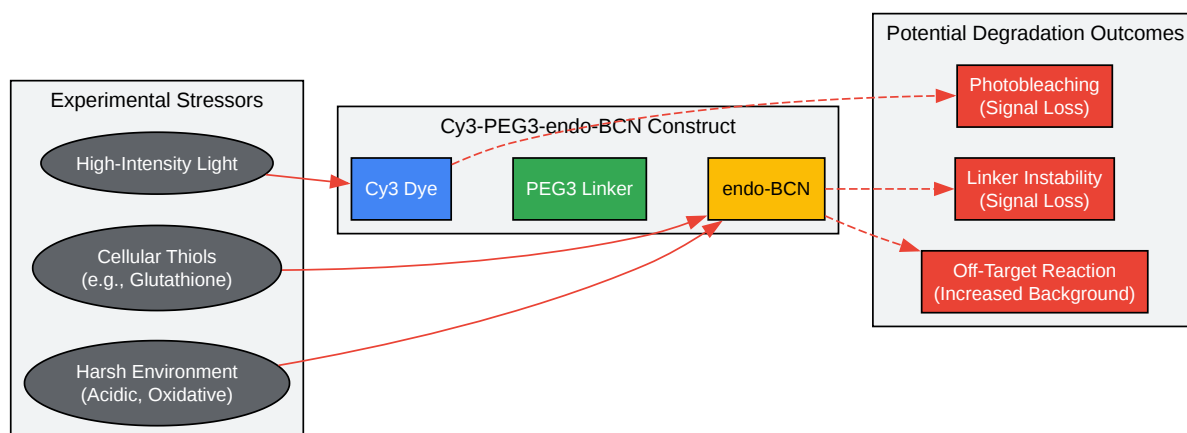 Experimental Stressors
High-Intensity Light
Cellular Thiols
(e.g., Glutathione)
Harsh Environment
(Acidic, Oxidative)
Cy3-PEG3-endo-BCN Construct
Cy3 Dye
PEG3 Linker
endo-BCN
Potential Degradation Outcomes
Photobleaching
(Signal Loss)
Linker Instability
(Signal Loss)
Off-Target Reaction
(Increased Background)